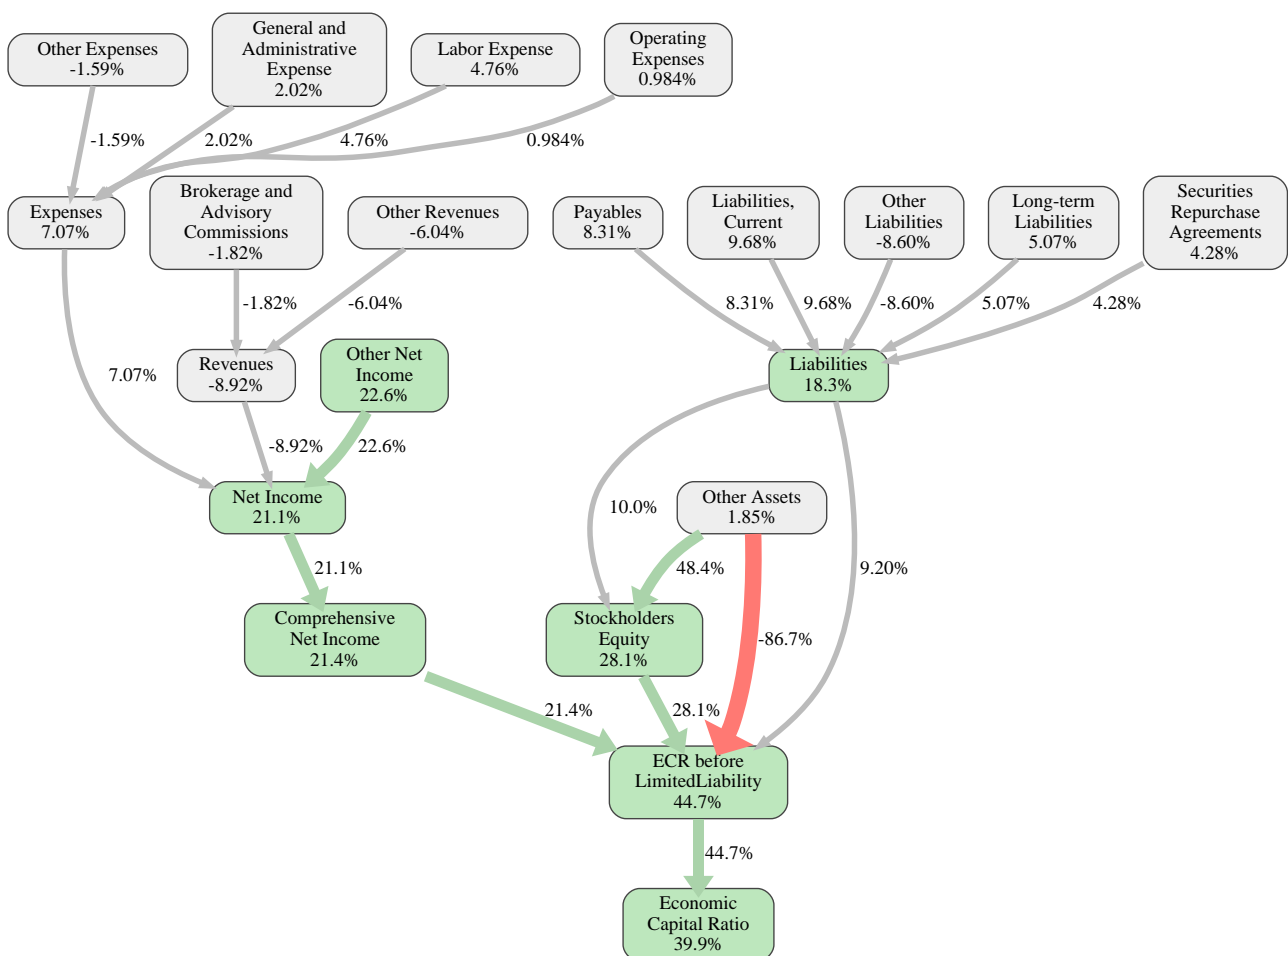 Other Expenses
-1.59%
General and
Administrative
Expense
2.02%
Labor Expense
4.76%
Operating
Expenses
0.984%
-1.59%
2.02%
4.76%
0.984%
Expenses
7.07%
Brokerage and
Advisory
Commissions
-1.82%
Other Revenues
-6.04%
Payables
8.31%
Liabilities,
Current
9.68%
Other
Liabilities
-8.60%
Long-term
Liabilities
5.07%
Securities
Repurchase
Agreements
4.28%
-1.82%
-6.04%
8.31%
9.68%
-8.60%
5.07%
4.28%
7.07%
Revenues
-8.92%
Other Net
Income
22.6%
Liabilities
18.3%
-8.92%
22.6%
Net Income
21.1%
10.0%
Other Assets
1.85%
21.1%
48.4%
9.20%
Comprehensive
Net Income
21.4%
Stockholders
Equity
28.1%
-86.7%
21.4%
28.1%
ECR before
LimitedLiability
44.7%
44.7%
Economic
Capital Ratio
39.9%